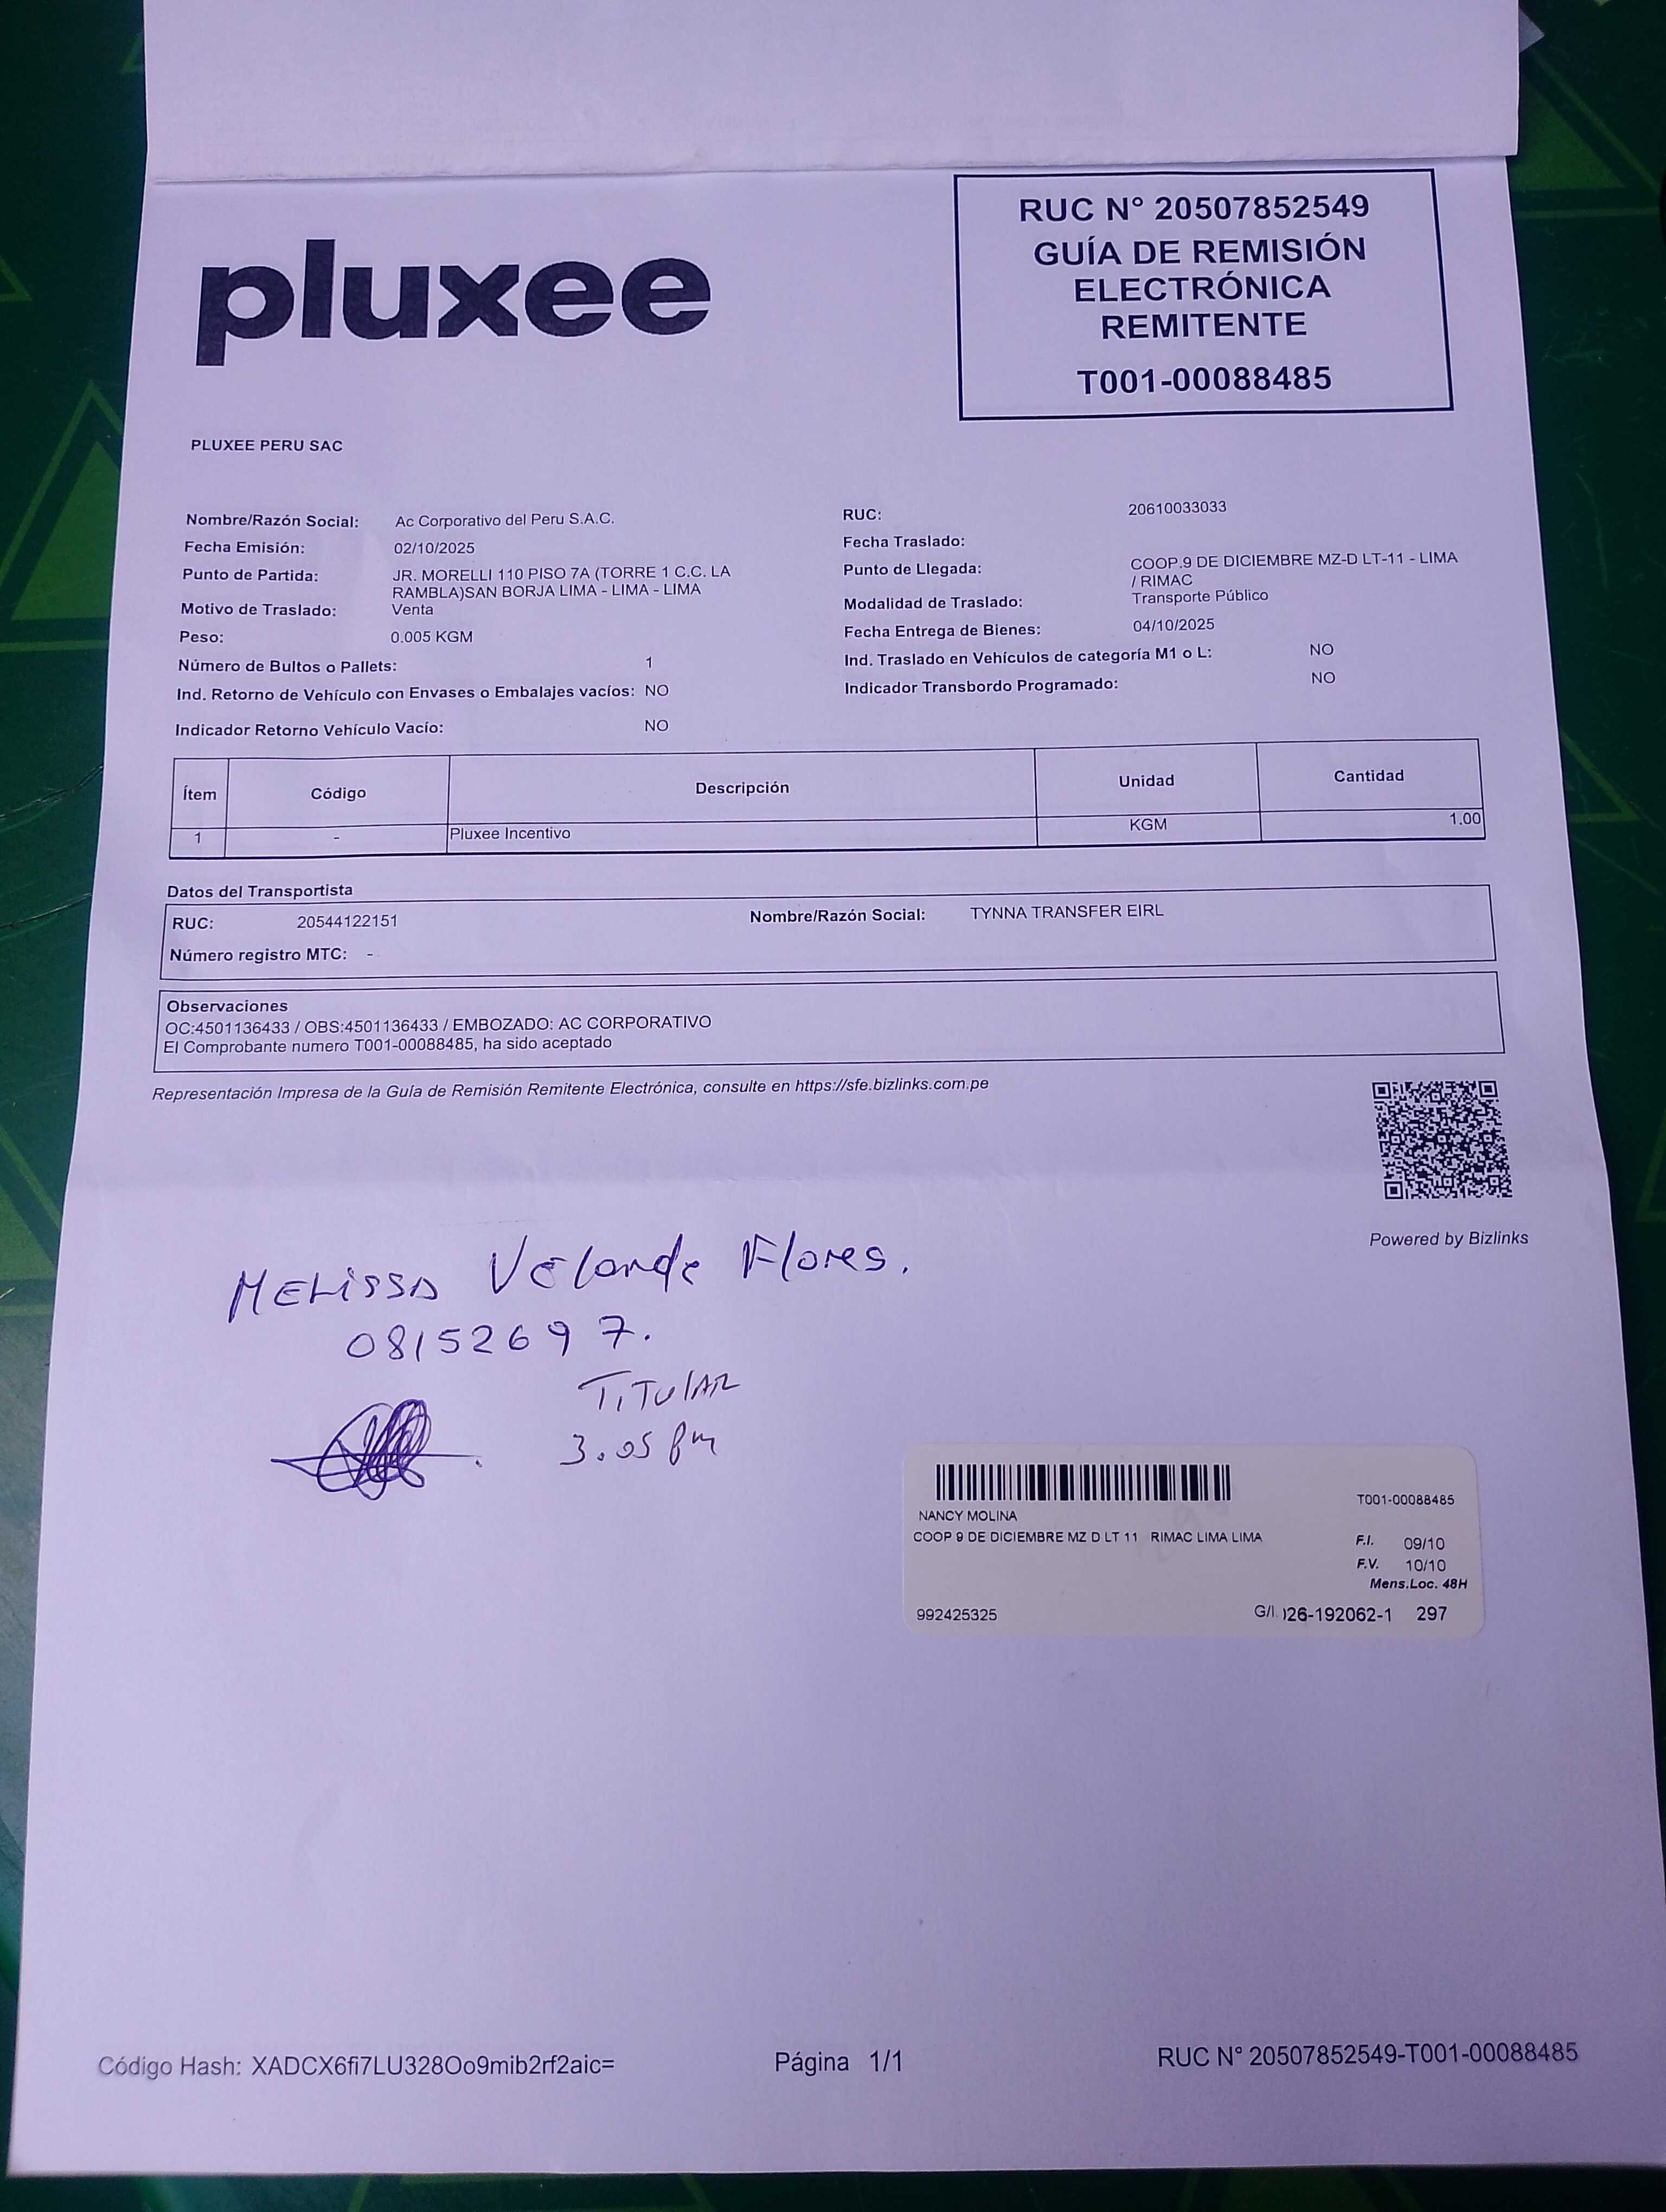 pluxee
RUC N° 20507852549
GUÍA DE REMISIÓN
ELECTRÓNICA
REMITENTE
T001-00088485
PLUXEE PERU SAC
Nombre/Razón Social: Ac Corporativo del Peru S.A.C.
Fecha Emisión: 02/10/2025
Punto de Partida: JR. MORELLI 110 PISO 7A (TORRE 1 C.C. LA
RAMBLA)SAN BORJA LIMA - LIMA - LIMA
Motivo de Traslado: Venta
Peso: 0.005 KGM
Número de Bultos o Pallets: 1
Ind. Retorno de Vehículo con Envases o Embalajes vacíos: NO
Indicador Retorno Vehículo Vacío: NO
RUC: 20610033033
Fecha Traslado:
Punto de Llegada: COOP.9 DE DICIEMBRE MZ-D LT-11 - LIMA
/ RIMAC
Modalidad de Traslado: Transporte Público
Fecha Entrega de Bienes: 04/10/2025
Ind. Traslado en Vehículos de categoría M1 o L: NO
Indicador Transbordo Programado: NO
Ítem Código Descripción Unidad Cantidad
1 - Pluxee Incentivo KGM 1.00
Datos del Transportista
RUC: 20544122151 Nombre/Razón Social: TYNNA TRANSFER EIRL
Número registro MTC: -
Observaciones
OC:4501136433 / OBS:4501136433 / EMBOZADO: AC CORPORATIVO
El Comprobante numero T001-00088485, ha sido aceptado
Representación Impresa de la Guía de Remisión Remitente Electrónica, consulte en https://sfe.bizlinks.com.pe
Powered by Bizlinks
MELissa Velarde Flores.
08152697.
TiTulAR
3.05 pm
T001-00088485
NANCY MOLINA
COOP 9 DE DICIEMBRE MZ D LT 11 RIMAC LIMA LIMA
F.I. 09/10
F.V. 10/10
Mens.Loc. 48H
992425325 G/I 26-192062-1 297
Código Hash: XADCX6fi7LU328Oo9mib2rf2aic= Página 1/1 RUC N° 20507852549-T001-00088485